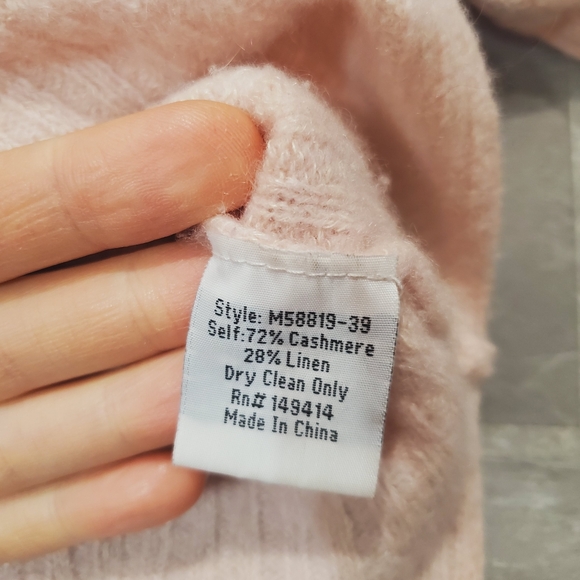 Style: M58819-39
Self:72% Cashmere
28% Linen
Dry Clean Only
Rn# 149414
Made In China